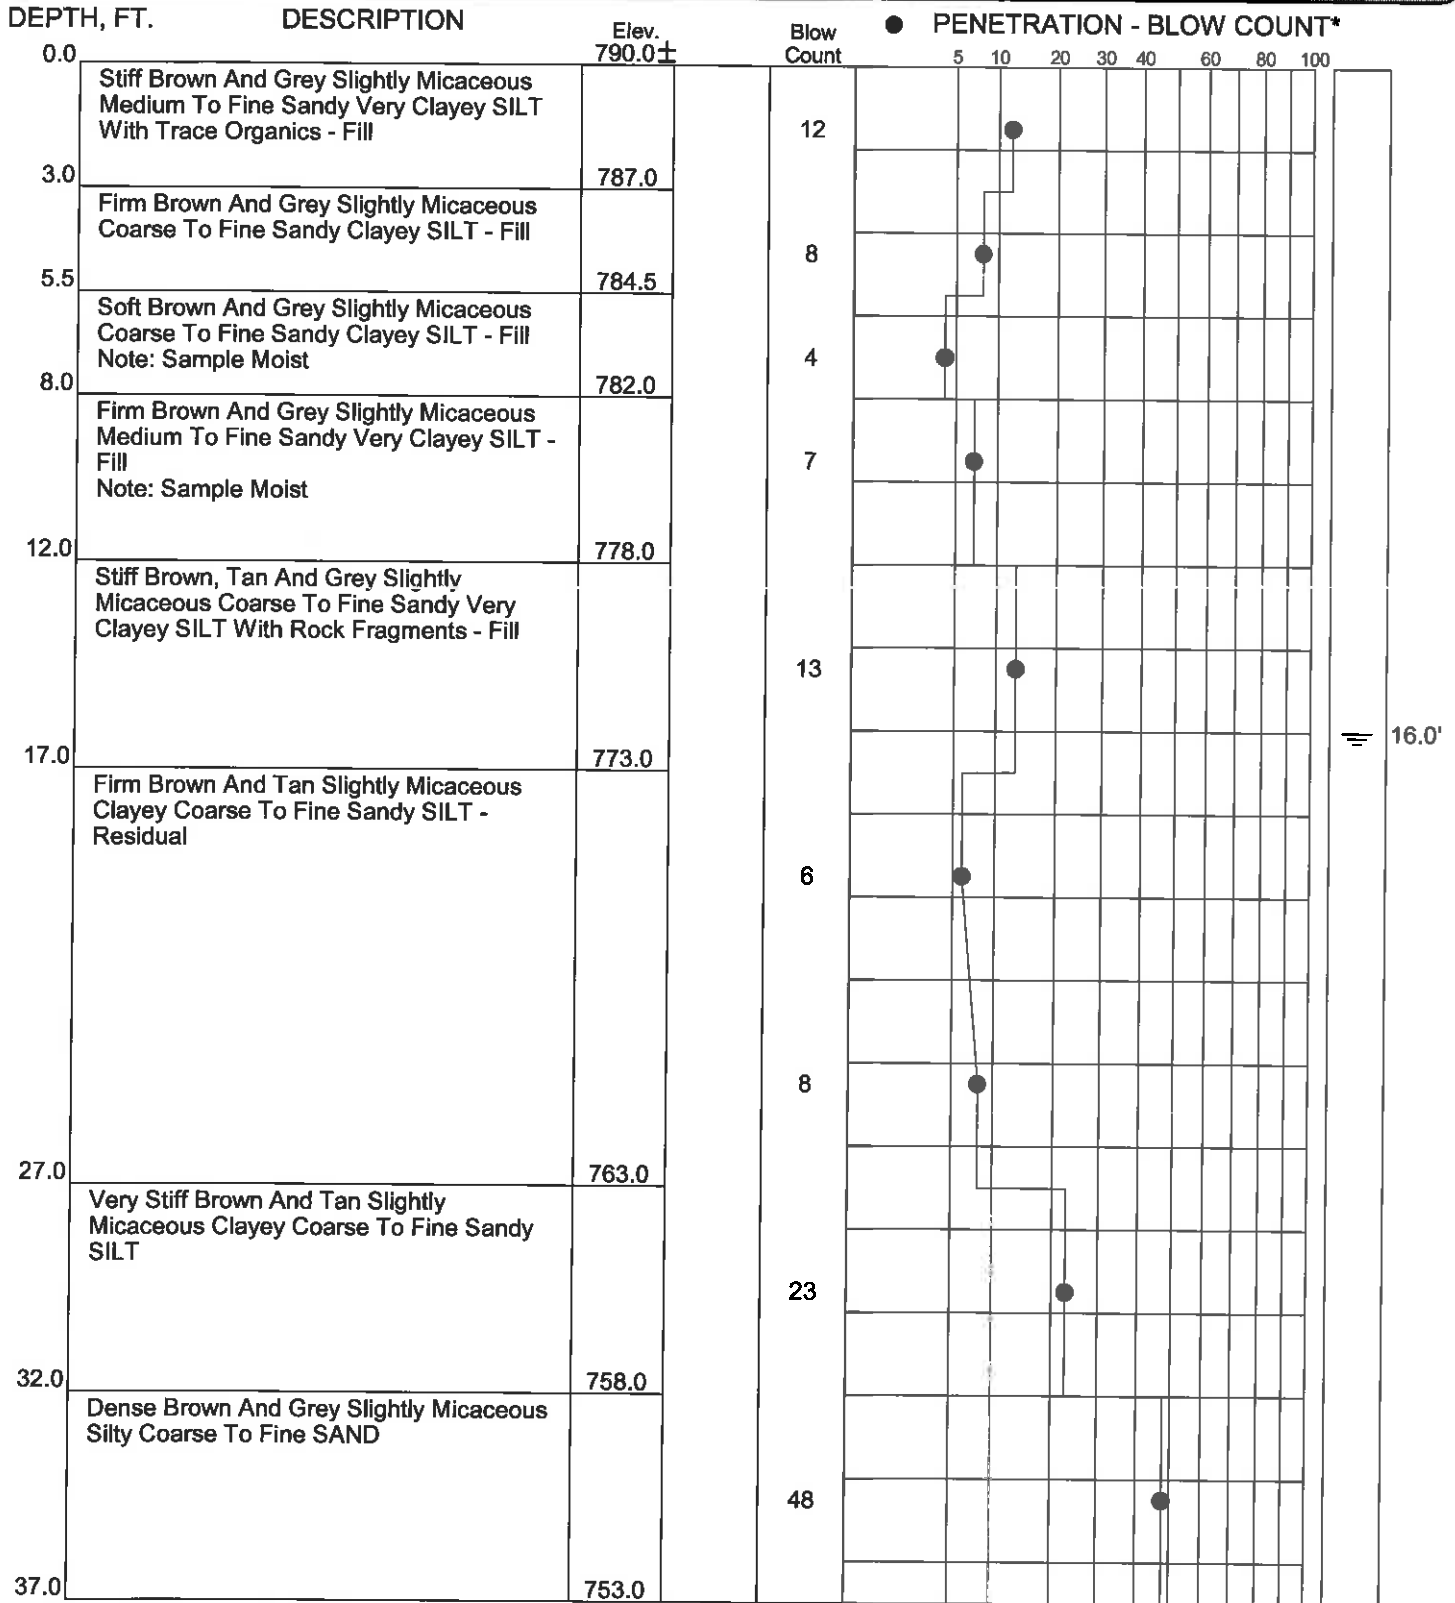 DEPTH, FT. DESCRIPTION Elev. Blow Count ● PENETRATION - BLOW COUNT*
0.0 790.0± 5 10 20 30 40 60 80 100
Stiff Brown And Grey Slightly Micaceous
Medium To Fine Sandy Very Clayey SILT
With Trace Organics - Fill
12
3.0 787.0
Firm Brown And Grey Slightly Micaceous
Coarse To Fine Sandy Clayey SILT - Fill
8
5.5 784.5
Soft Brown And Grey Slightly Micaceous
Coarse To Fine Sandy Clayey SILT - Fill
Note: Sample Moist
4
8.0 782.0
Firm Brown And Grey Slightly Micaceous
Medium To Fine Sandy Very Clayey SILT -
Fill
Note: Sample Moist
7
12.0 778.0
Stiff Brown, Tan And Grey Slightly
Micaceous Coarse To Fine Sandy Very
Clayey SILT With Rock Fragments - Fill
13
16.0'
17.0 773.0
Firm Brown And Tan Slightly Micaceous
Clayey Coarse To Fine Sandy SILT -
Residual
6
8
27.0 763.0
Very Stiff Brown And Tan Slightly
Micaceous Clayey Coarse To Fine Sandy
SILT
23
32.0 758.0
Dense Brown And Grey Slightly Micaceous
Silty Coarse To Fine SAND
48
37.0 753.0